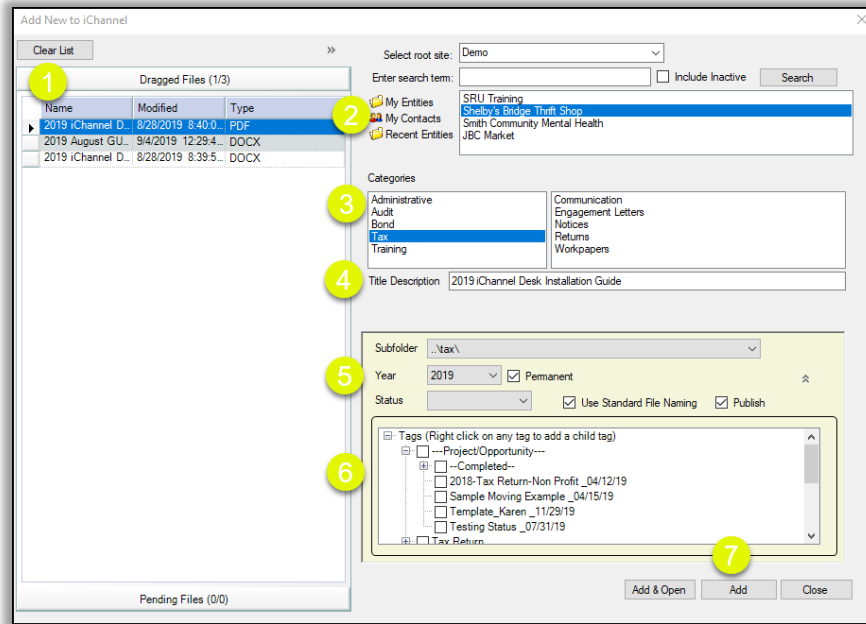 Add New to iChannel
Clear List
»
Dragged Files (1/3)
1
Name Modified Type
2019 iChannel D... 8/28/2019 8:40:0... PDF
2019 August GU... 9/4/2019 12:29:4... DOCX
2019 iChannel D... 8/28/2019 8:39:5... DOCX
Pending Files (0/0)
Select root site: Demo
Enter search term: Include Inactive Search
2
My Entities
My Contacts
Recent Entities
SRU Training
Shelby's Bridge Thrift Shop
Smith Community Mental Health
JBC Market
Categories
3
Administrative
Audit
Bond
Tax
Training
Communication
Engagement Letters
Notices
Returns
Workpapers
4
Title Description 2019 iChannel Desk Installation Guide
Subfolder ..\tax\
5
Year 2019 Permanent
Status Use Standard File Naming Publish
6
Tags (Right click on any tag to add a child tag)
---Project/Opportunity---
--Completed--
2018-Tax Return-Non Profit _04/12/19
Sample Moving Example _04/15/19
Template_Karen _11/29/19
Testing Status _07/31/19
Tax Return
7
Add & Open Add Close